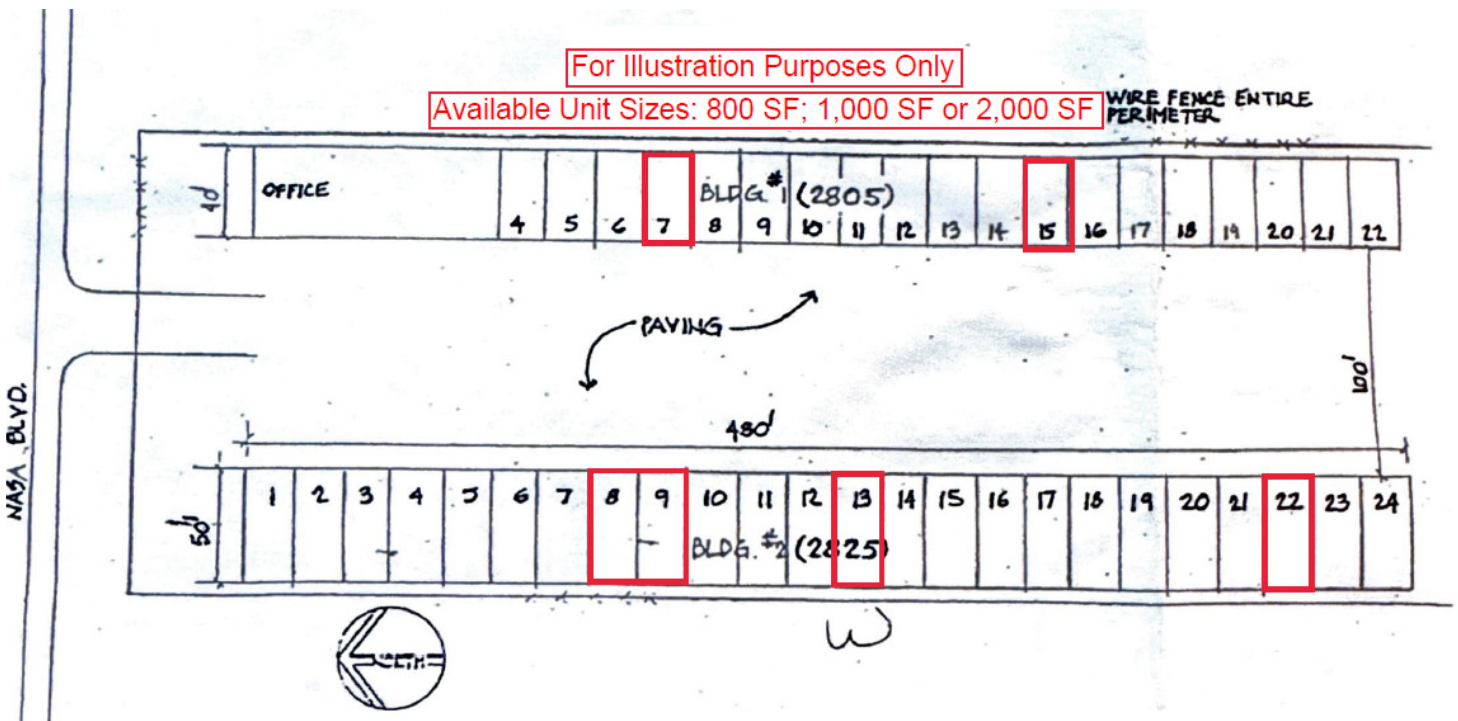 For Illustration Purposes Only
Available Unit Sizes: 800 SF; 1,000 SF or 2,000 SF
WIRE FENCE ENTIRE
PERIMETER
40'
OFFICE
BLDG. #1 (2805)
4 5 6 7 8 9 10 11 12 13 14 15 16 17 18 19 20 21 22
PAVING
100'
NASA BLVD.
480'
1 2 3 4 5 6 7 8 9 10 11 12 13 14 15 16 17 18 19 20 21 22 23 24
50'
BLDG. #2 (2825)
NORTH
W